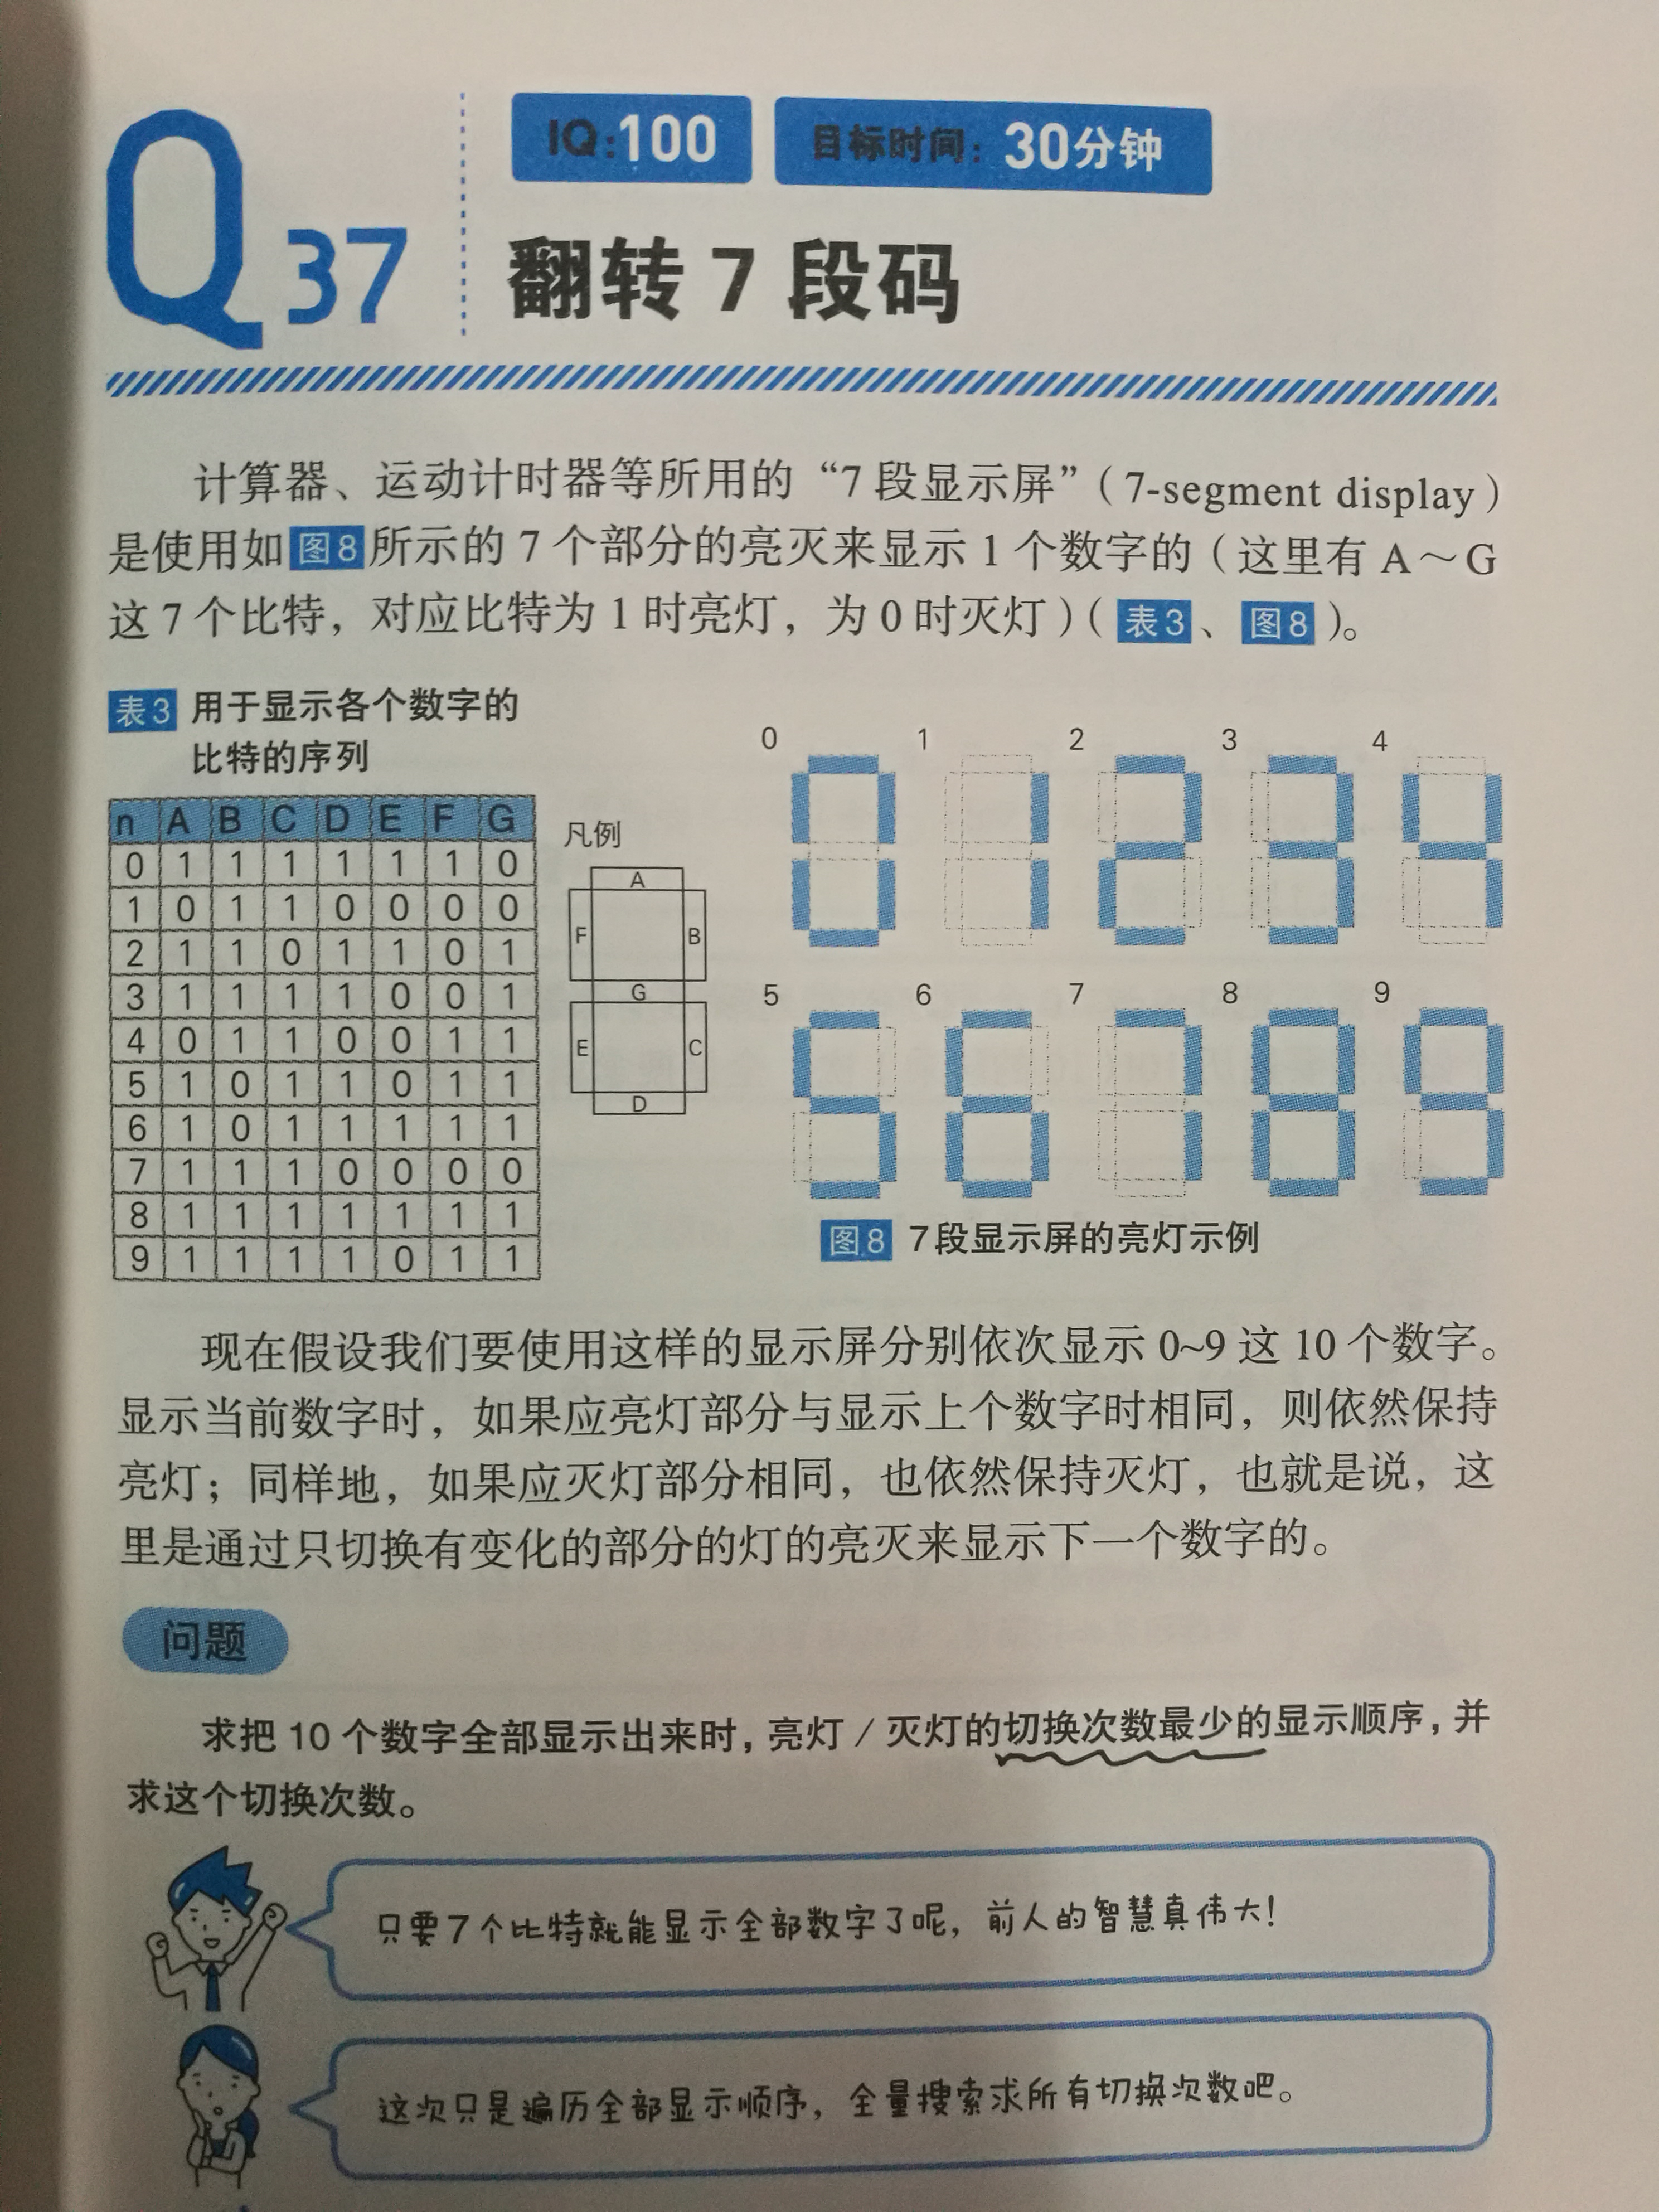 Q37
IQ:100 目标时间：30分钟
翻转 7 段码
计算器、运动计时器等所用的“7 段显示屏”（7-segment display）
是使用如图8所示的 7 个部分的亮灭来显示 1 个数字的（这里有 A～G
这 7 个比特，对应比特为 1 时亮灯，为 0 时灭灯）（表3、图8）。
表3 用于显示各个数字的
比特的序列
n A B C D E F G
0 1 1 1 1 1 1 0
1 0 1 1 0 0 0 0
2 1 1 0 1 1 0 1
3 1 1 1 1 0 0 1
4 0 1 1 0 0 1 1
5 1 0 1 1 0 1 1
6 1 0 1 1 1 1 1
7 1 1 1 0 0 0 0
8 1 1 1 1 1 1 1
9 1 1 1 1 0 1 1
凡例
A
F B
G
E C
D
0 1 2 3 4
5 6 7 8 9
图8 7段显示屏的亮灯示例
现在假设我们要使用这样的显示屏分别依次显示 0~9 这 10 个数字。
显示当前数字时，如果应亮灯部分与显示上个数字时相同，则依然保持
亮灯；同样地，如果应灭灯部分相同，也依然保持灭灯，也就是说，这
里是通过只切换有变化的部分的灯的亮灭来显示下一个数字的。
问题
求把 10 个数字全部显示出来时，亮灯／灭灯的切换次数最少的显示顺序，并
求这个切换次数。
只要7个比特就能显示全部数字了呢，前人的智慧真伟大！
这次只是遍历全部显示顺序，全量搜索求所有切换次数吧。